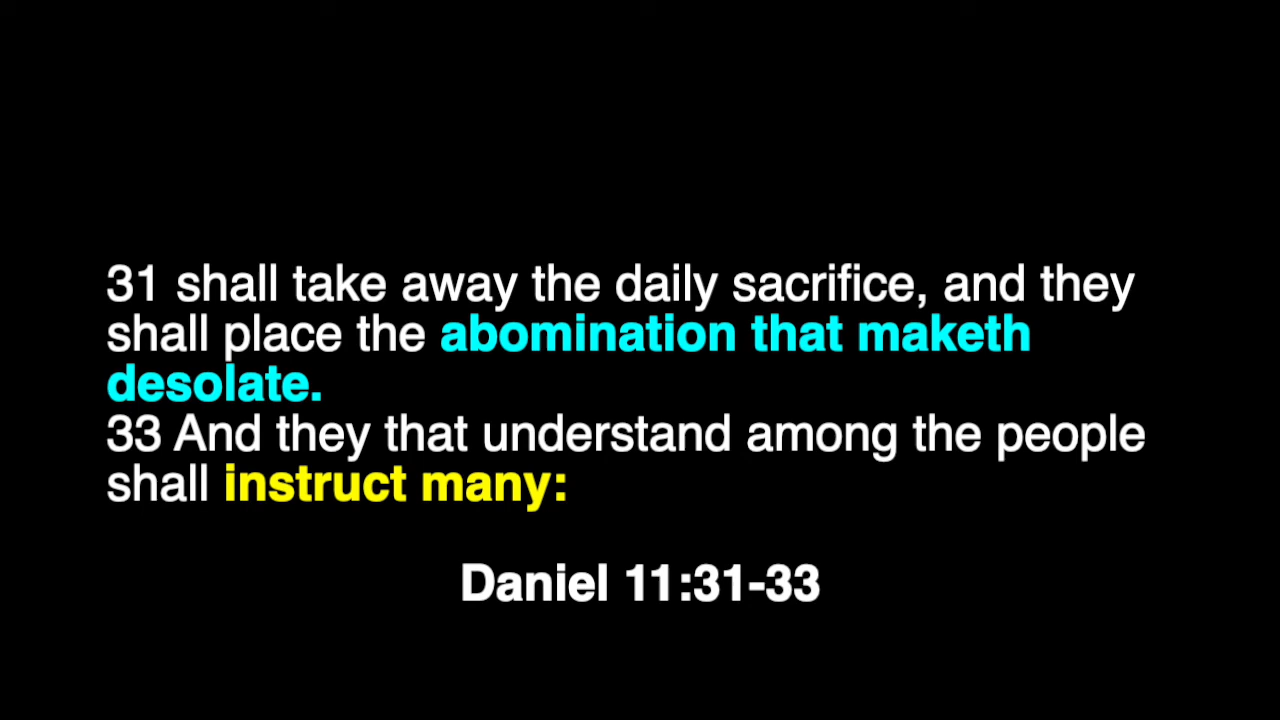 31 shall take away the daily sacrifice, and they
shall place the abomination that maketh
desolate.
33 And they that understand among the people
shall instruct many:
Daniel 11:31-33